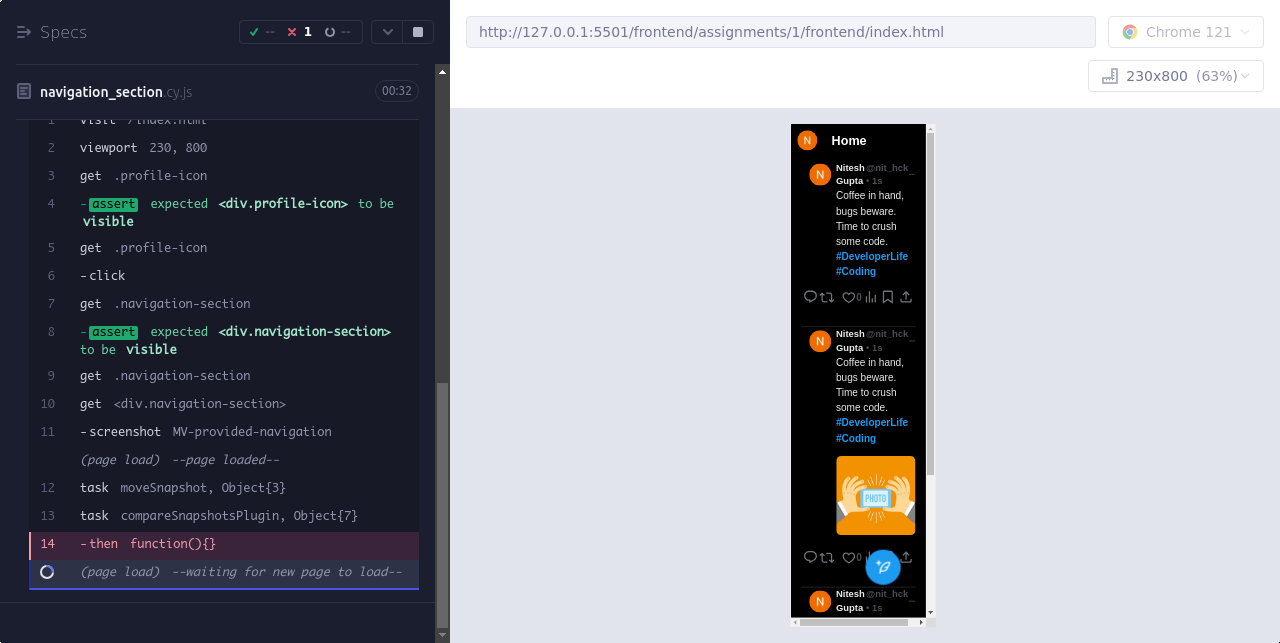 Specs
-- 1 --
http://127.0.0.1:5501/frontend/assignments/1/frontend/index.html
Chrome 121
230x800 (63%)
navigation_section.cy.js
00:32
1 visit /index.html
2 viewport 230, 800
3 get .profile-icon
4 -assert expected <div.profile-icon> to be
visible
5 get .profile-icon
6 -click
7 get .navigation-section
8 -assert expected <div.navigation-section>
to be visible
9 get .navigation-section
10 get <div.navigation-section>
11 -screenshot MV-provided-navigation
(page load) --page loaded--
12 task moveSnapshot, Object{3}
13 task compareSnapshotsPlugin, Object{7}
14 -then function(){}
(page load) --waiting for new page to load--
N Home
N Nitesh @nit_hck
Gupta • 1s
Coffee in hand,
bugs beware.
Time to crush
some code.
#DeveloperLife
#Coding
0
N Nitesh @nit_hck
Gupta • 1s
Coffee in hand,
bugs beware.
Time to crush
some code.
#DeveloperLife
#Coding
PHOTO
0
N Nitesh @nit_hck
Gupta • 1s